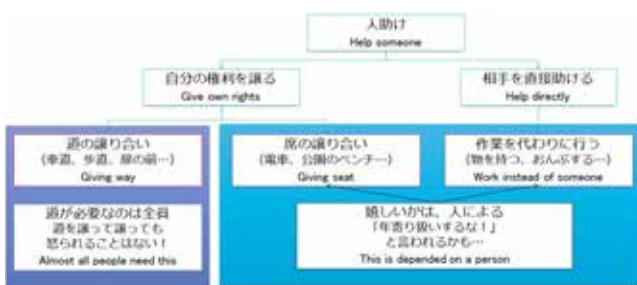 人助け
Help someone
自分の権利を譲る
Give own rights
相手を直接助ける
Help directly
道の譲り合い
(車道、歩道、扉の前…)
Giving way
席の譲り合い
(電車、公園のベンチ…)
Giving seat
作業を代わりに行う
(物を持つ、おんぶする…)
Work instead of someone
道が必要なのは全員
道を譲って譲っても
怒られることはない!
Almost all people need this
嬉しいかは、人による
「年寄り扱いするな!」
と言われるかも…
This is depended on a person